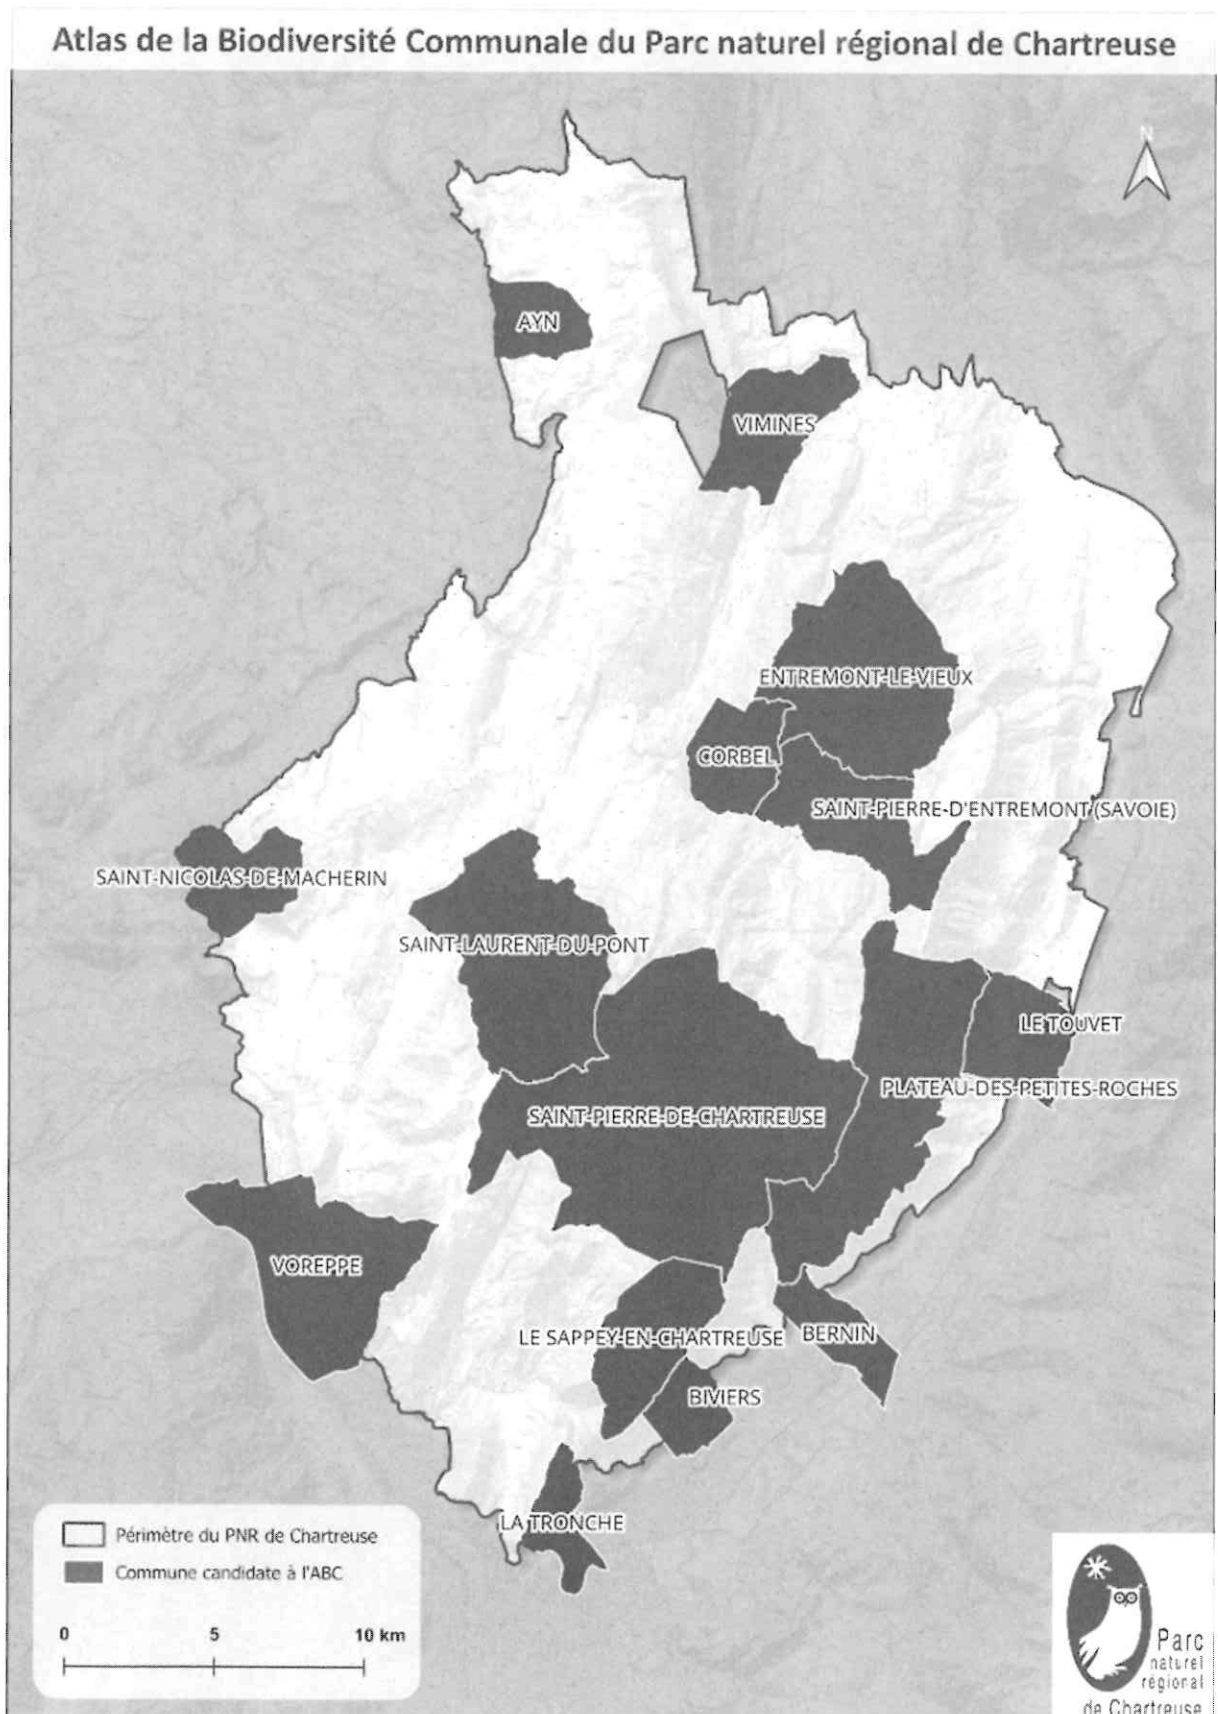 Atlas de la Biodiversité Communale du Parc naturel régional de Chartreuse
N
AYN
VIMINES
ENTREMONT-LE-VIEUX
CORBEL
SAINT-PIERRE-D'ENTREMONT (SAVOIE)
SAINT-NICOLAS-DE-MACHERIN
SAINT-LAURENT-DU-PONT
LE TOUVET
PLATEAU-DES-PETITES-ROCHES
SAINT-PIERRE-DE-CHARTREUSE
VOREPPE
LE SAPPEY-EN-CHARTREUSE
BERNIN
BIVIERS
LA TRONCHE
Périmètre du PNR de Chartreuse
Commune candidate à l'ABC
0 5 10 km
Parc
naturel
régional
de Chartreuse